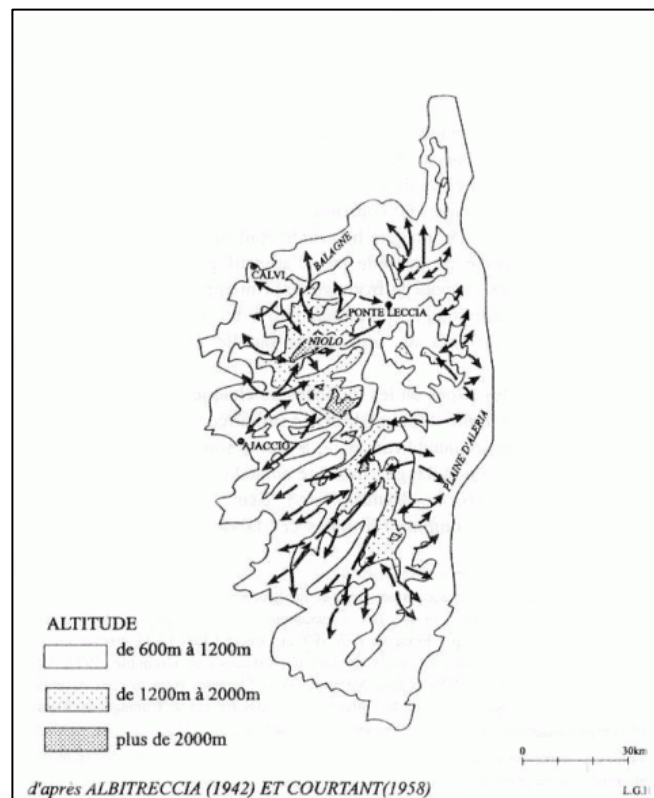 BALAGNE
CALVI
PONTE LECCIA
NIOLO
AJACCIO
PLAINE D'ALERIA
ALTITUDE
de 600m à 1200m
de 1200m à 2000m
plus de 2000m
0 30km
d'après ALBITRECCIA (1942) ET COURTANT(1958)